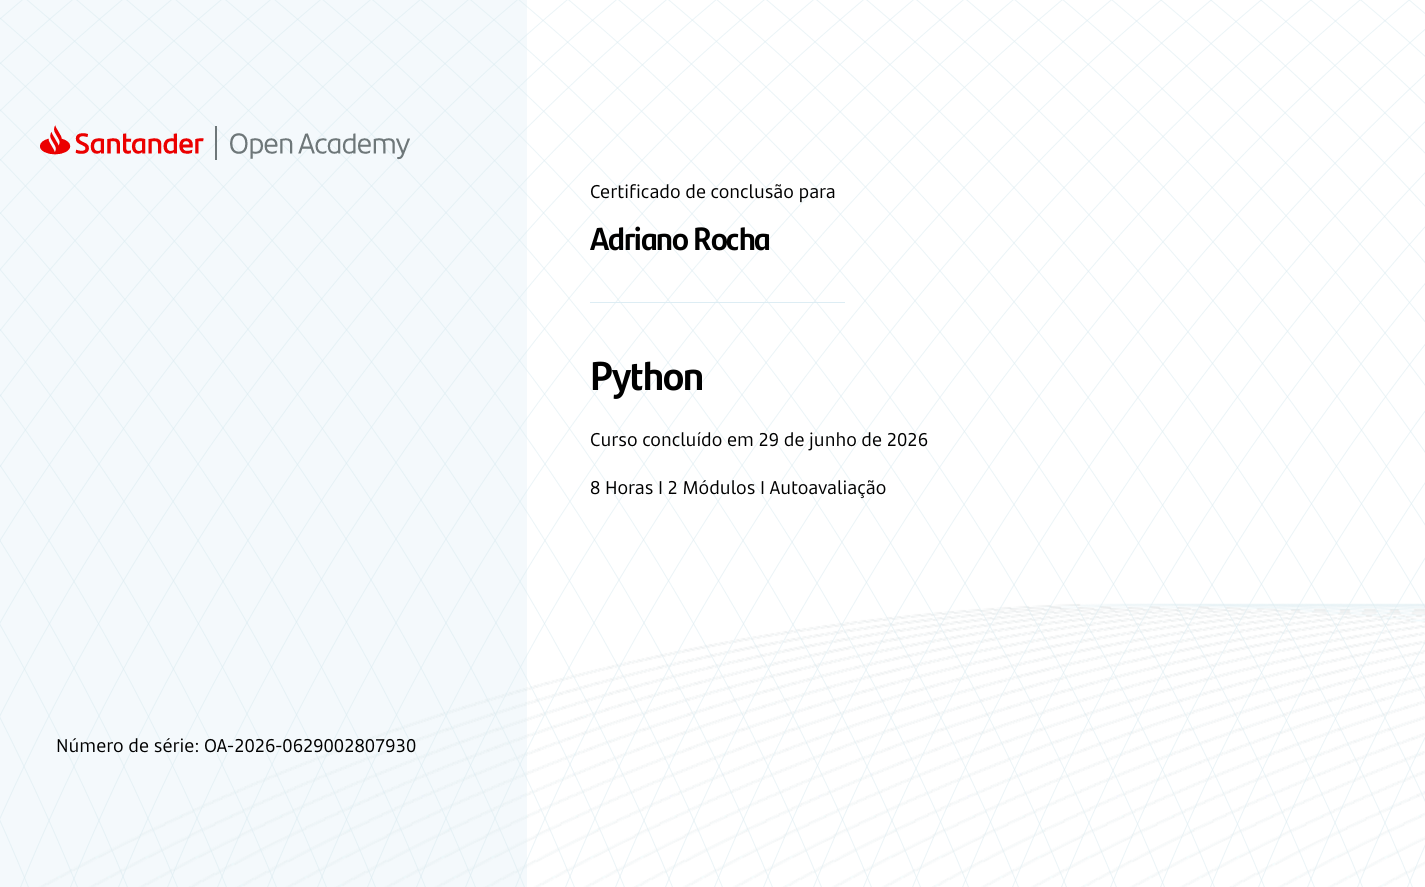 Santander | Open Academy
Certificado de conclusão para
Adriano Rocha
Python
Curso concluído em 29 de junho de 2026
8 Horas I 2 Módulos I Autoavaliação
Número de série: OA-2026-0629002807930